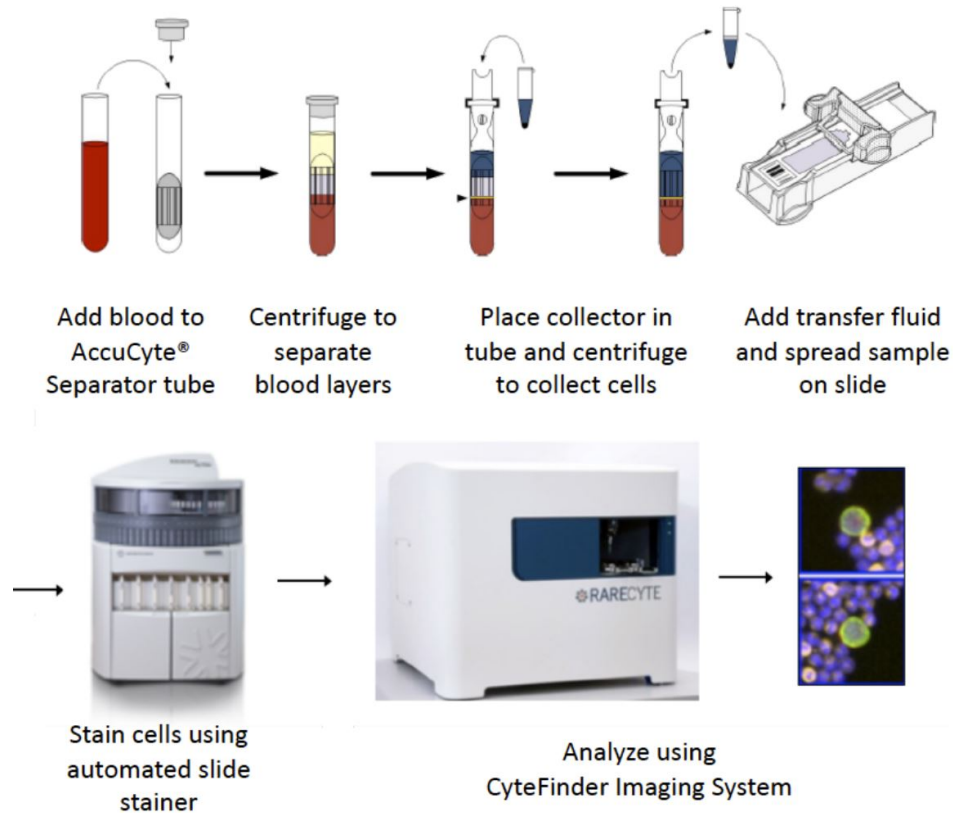 Add blood to
AccuCyte®
Separator tube
Centrifuge to
separate
blood layers
Place collector in
tube and centrifuge
to collect cells
Add transfer fluid
and spread sample
on slide
RARECYTE
Stain cells using
automated slide
stainer
Analyze using
CyteFinder Imaging System